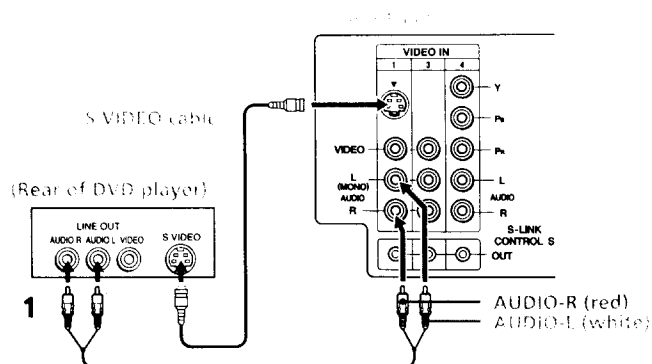 VIDEO IN
1 3 4
Y
S VIDEO cable
PB
VIDEO
PR
L
(MONO)
AUDIO
R
L
AUDIO
R
(Rear of DVD player)
S-LINK
CONTROL S
OUT
LINE OUT
AUDIO R AUDIO L VIDEO
S VIDEO
1
AUDIO-R (red)
AUDIO-L (white)